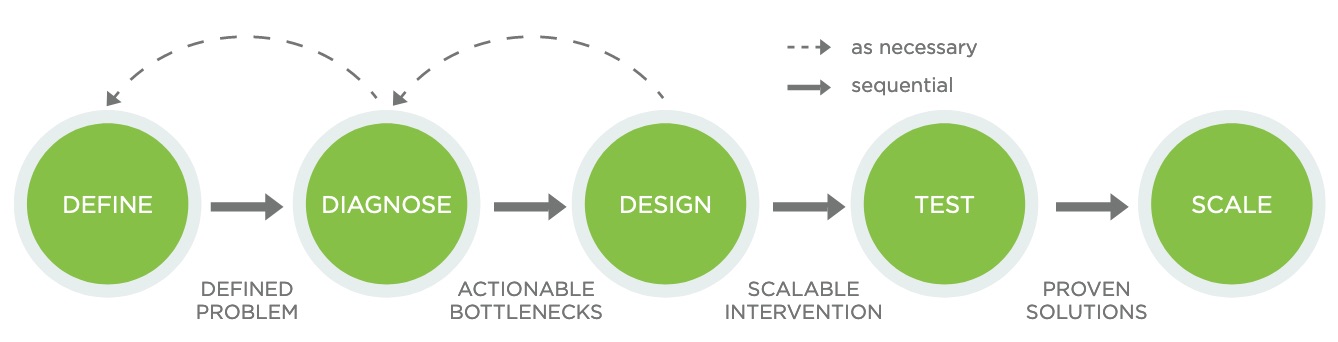 as necessary
sequential
DEFINE
DIAGNOSE
DESIGN
TEST
SCALE
DEFINED
PROBLEM
ACTIONABLE
BOTTLENECKS
SCALABLE
INTERVENTION
PROVEN
SOLUTIONS